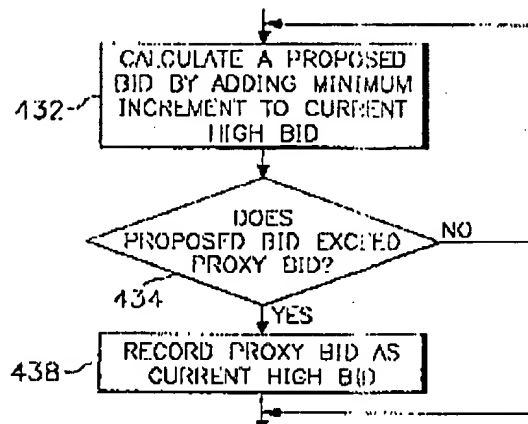 CALCULATE A PROPOSED
BID BY ADDING MINIMUM
INCREMENT TO CURRENT
HIGH BID
432
DOES
PROPOSED BID EXCEED
PROXY BID?
NO
434
YES
RECORD PROXY BID AS
CURRENT HIGH BID
438